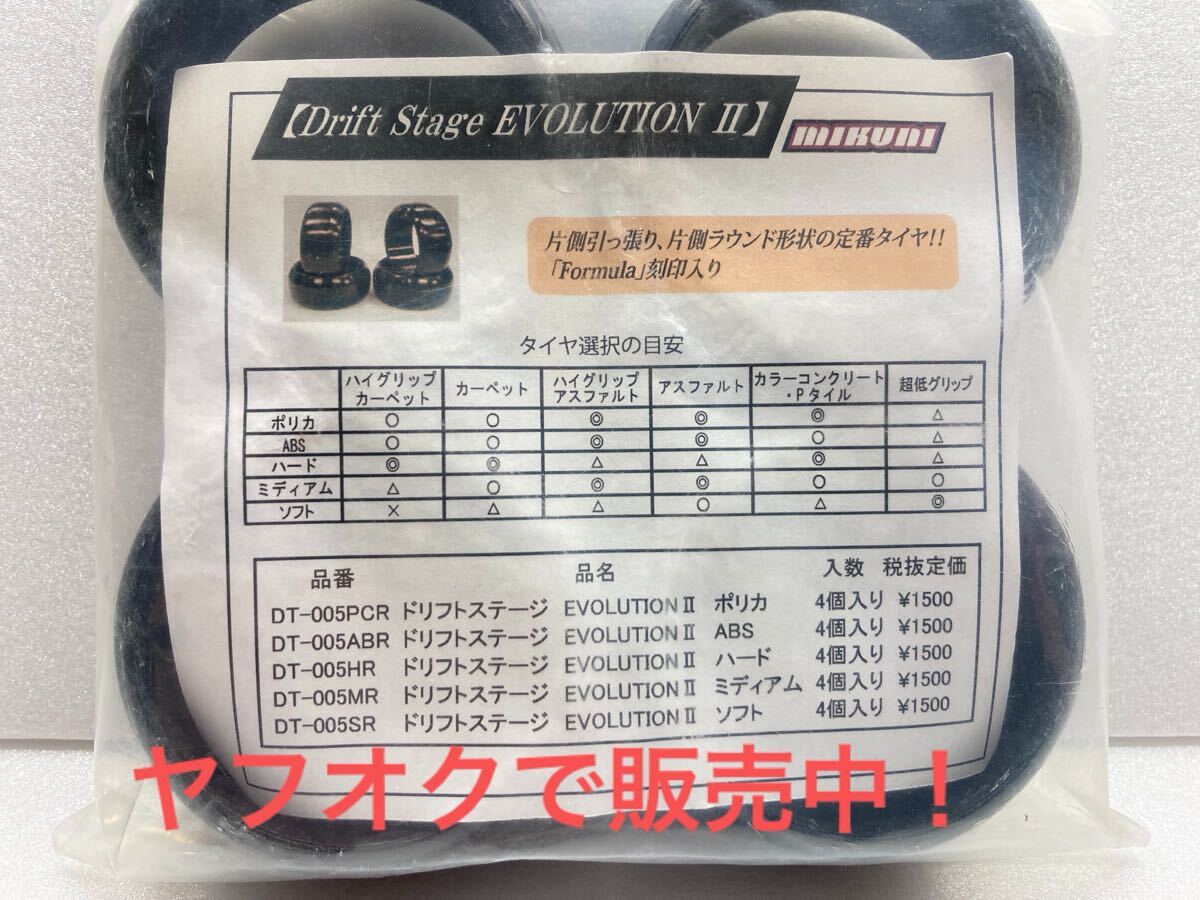 【Drift Stage EVOLUTION Ⅱ】 MIKUNI
片側引っ張り、片側ラウンド形状の定番タイヤ!!
「Formula」刻印入り
タイヤ選択の目安
ハイグリップカーペット カーペット ハイグリップアスファルト アスファルト カラーコンクリート・Pタイル 超低グリップ
ポリカ ○ ○ ◎ ◎ ◎ △
ABS ○ ○ ◎ ◎ ○ △
ハード ◎ ◎ △ △ ◎ △
ミディアム △ ○ ◎ ◎ ○ ○
ソフト × △ △ ○ △ ◎
品番 品名 入数 税抜定価
DT-005PCR ドリフトステージ EVOLUTIONⅡ ポリカ 4個入り ¥1500
DT-005ABR ドリフトステージ EVOLUTIONⅡ ABS 4個入り ¥1500
DT-005HR ドリフトステージ EVOLUTIONⅡ ハード 4個入り ¥1500
DT-005MR ドリフトステージ EVOLUTIONⅡ ミディアム 4個入り ¥1500
DT-005SR ドリフトステージ EVOLUTIONⅡ ソフト 4個入り ¥1500
ヤフオクで販売中！